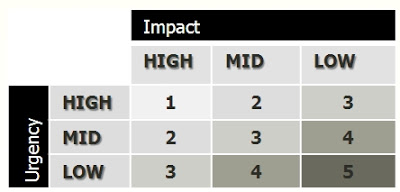 Impact
HIGH MID LOW
Urgency
HIGH 1 2 3
MID 2 3 4
LOW 3 4 5